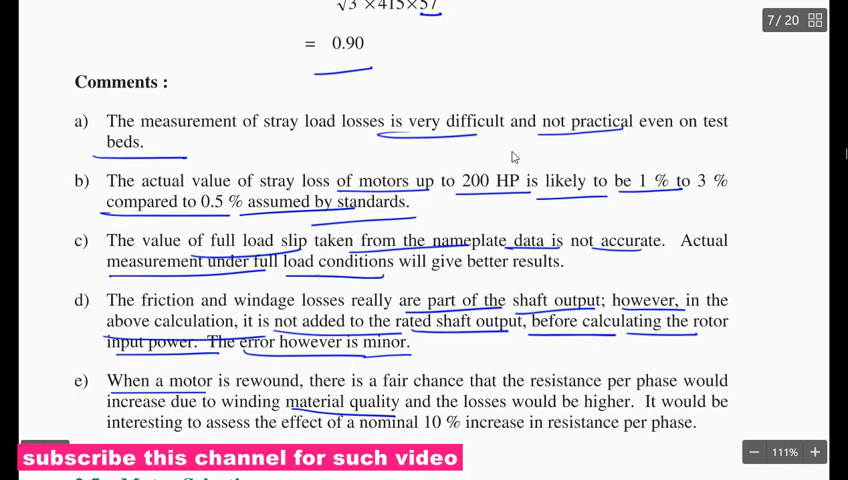 √3 ×415×57
7 / 20
= 0.90
Comments :
a) The measurement of stray load losses is very difficult and not practical even on test
beds.
b) The actual value of stray loss of motors up to 200 HP is likely to be 1 % to 3 %
compared to 0.5 % assumed by standards.
c) The value of full load slip taken from the nameplate data is not accurate. Actual
measurement under full load conditions will give better results.
d) The friction and windage losses really are part of the shaft output; however, in the
above calculation, it is not added to the rated shaft output, before calculating the rotor
input power. The error however is minor.
e) When a motor is rewound, there is a fair chance that the resistance per phase would
increase due to winding material quality and the losses would be higher. It would be
interesting to assess the effect of a nominal 10 % increase in resistance per phase.
subscribe this channel for such video
− 111% +